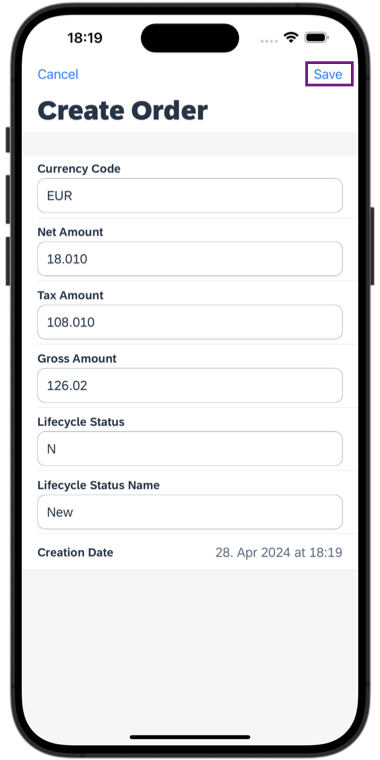 18:19
Cancel Save
Create Order
Currency Code
EUR
Net Amount
18.010
Tax Amount
108.010
Gross Amount
126.02
Lifecycle Status
N
Lifecycle Status Name
New
Creation Date 28. Apr 2024 at 18:19